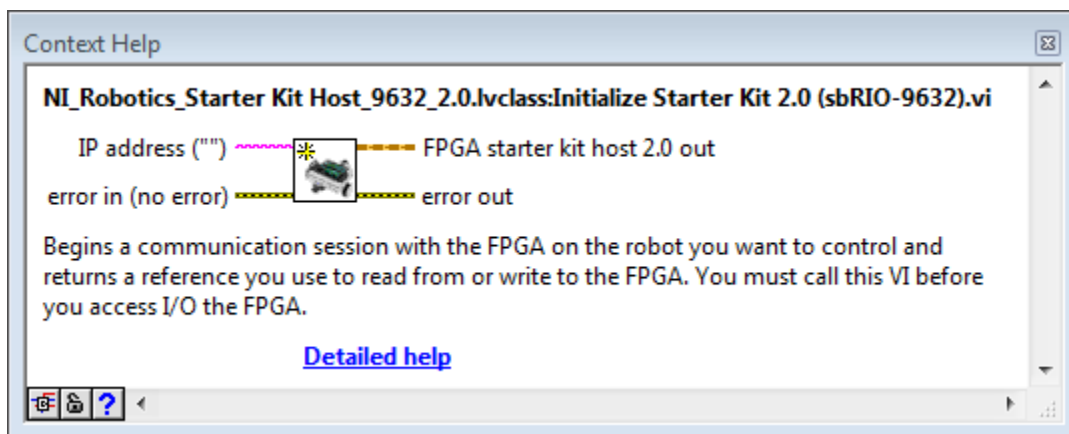 Context Help
NI_Robotics_Starter Kit Host_9632_2.0.lvclass:Initialize Starter Kit 2.0 (sbRIO-9632).vi
IP address ("") FPGA starter kit host 2.0 out
error in (no error) error out
Begins a communication session with the FPGA on the robot you want to control and
returns a reference you use to read from or write to the FPGA. You must call this VI before
you access I/O the FPGA.
Detailed help
?